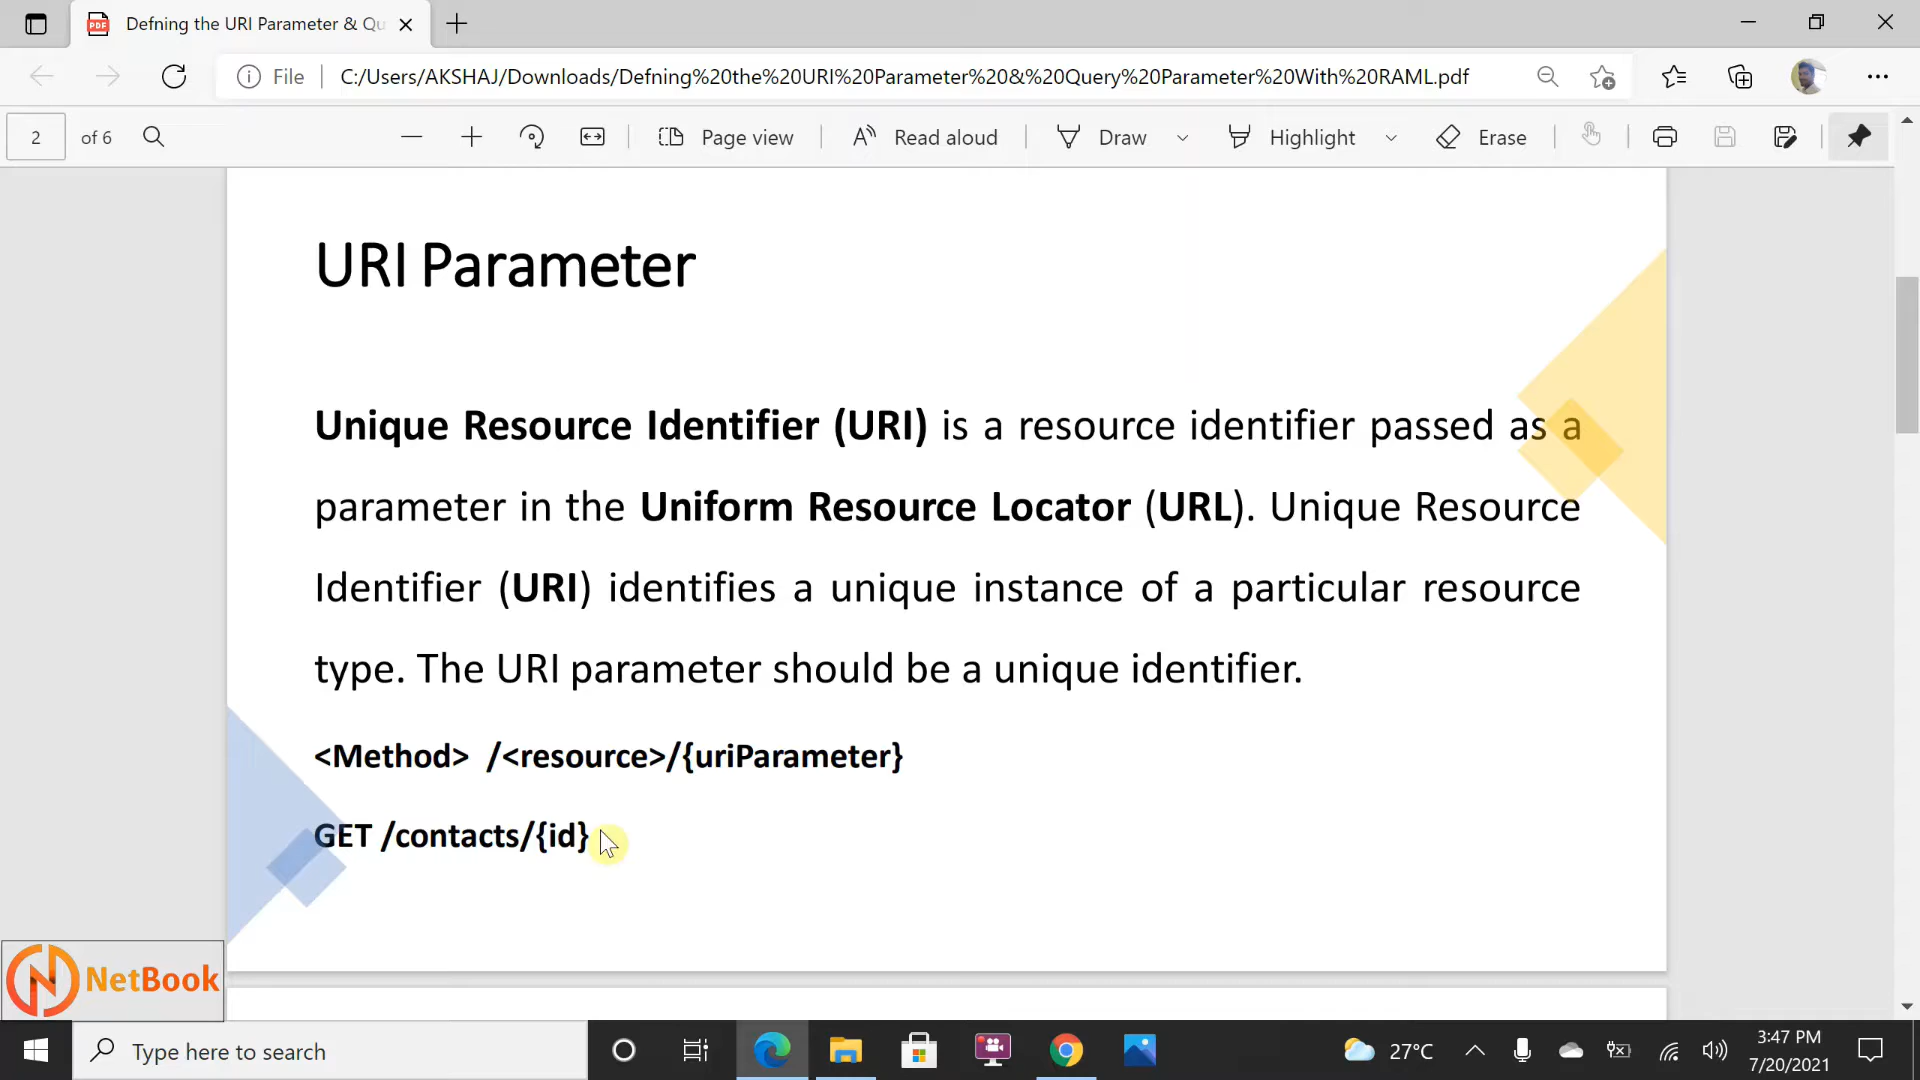 Defning the URI Parameter & Qu
File
C:/Users/AKSHAJ/Downloads/Defning%20the%20URI%20Parameter%20&%20Query%20Parameter%20With%20RAML.pdf
2 of 6
Page view
Read aloud
Draw
Highlight
Erase
URI Parameter
Unique Resource Identifier (URI) is a resource identifier passed as a
parameter in the Uniform Resource Locator (URL). Unique Resource
Identifier (URI) identifies a unique instance of a particular resource
type. The URI parameter should be a unique identifier.
<Method> /<resource>/{uriParameter}
GET /contacts/{id}
NetBook
Type here to search
27°C
3:47 PM
7/20/2021